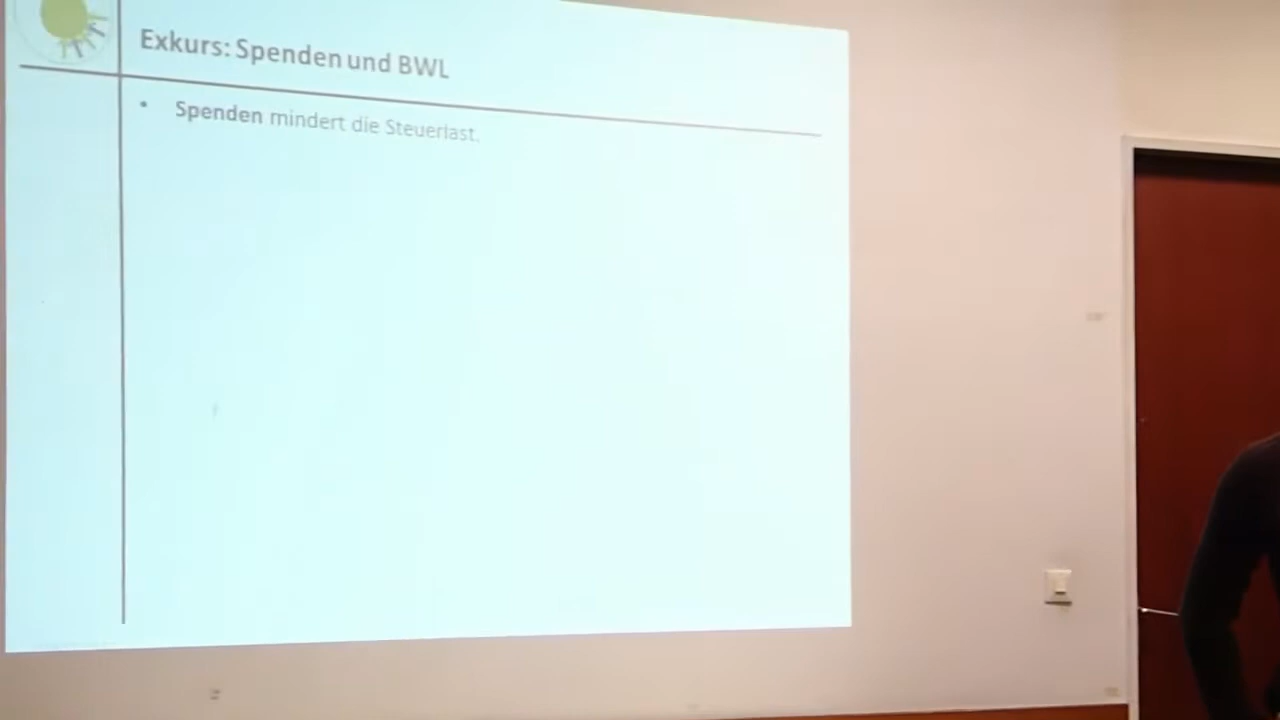 Exkurs: Spenden und BWL
• Spenden mindert die Steuerlast.